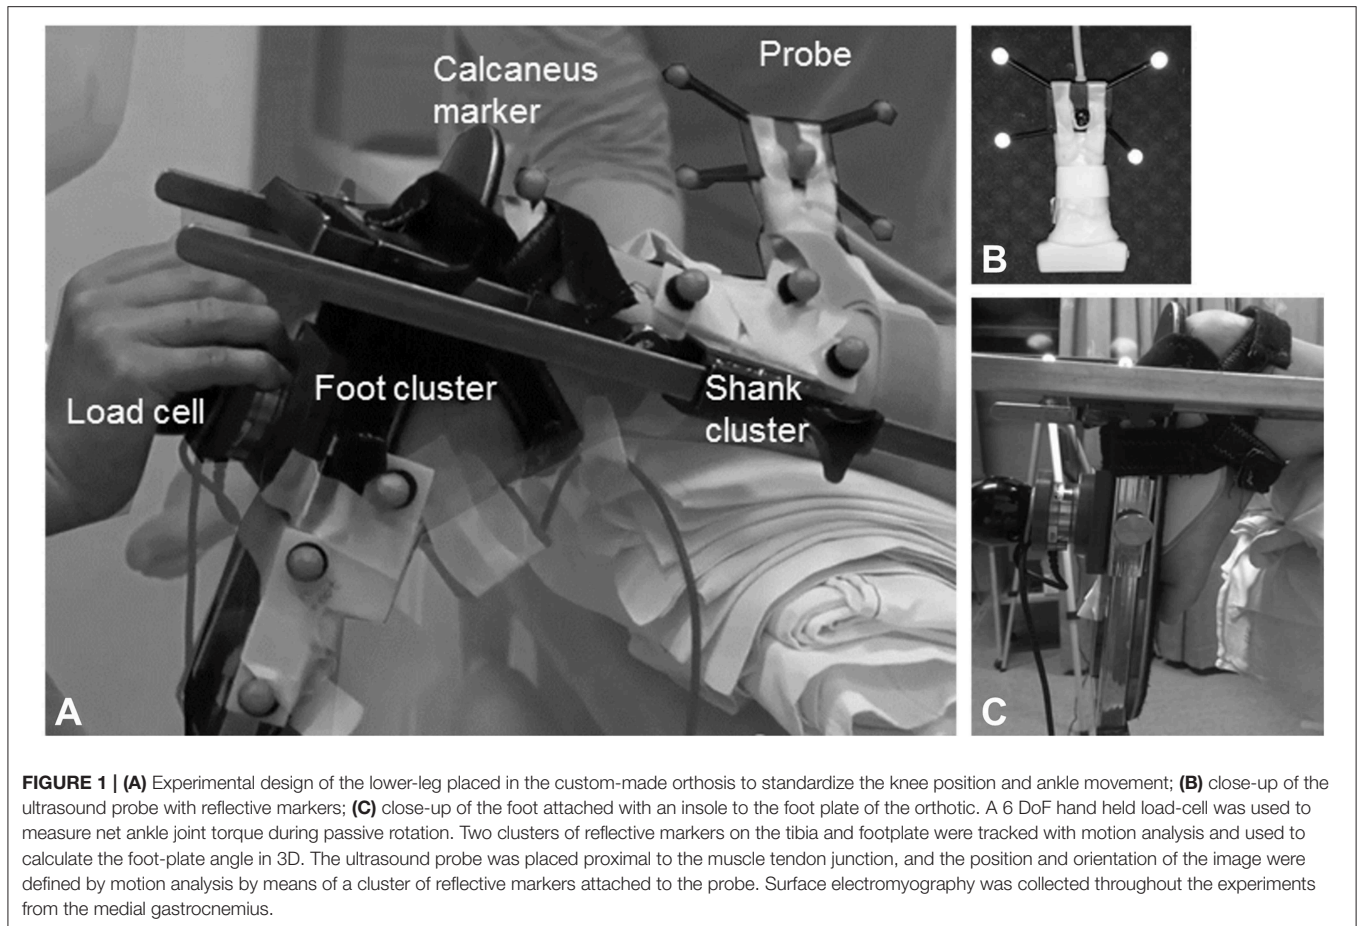 Calcaneus
marker
Probe
Load cell
Foot cluster
Shank
cluster
A
B
C
FIGURE 1 | (A) Experimental design of the lower-leg placed in the custom-made orthosis to standardize the knee position and ankle movement; (B) close-up of the
ultrasound probe with reflective markers; (C) close-up of the foot attached with an insole to the foot plate of the orthotic. A 6 DoF hand held load-cell was used to
measure net ankle joint torque during passive rotation. Two clusters of reflective markers on the tibia and footplate were tracked with motion analysis and used to
calculate the foot-plate angle in 3D. The ultrasound probe was placed proximal to the muscle tendon junction, and the position and orientation of the image were
defined by motion analysis by means of a cluster of reflective markers attached to the probe. Surface electromyography was collected throughout the experiments
from the medial gastrocnemius.